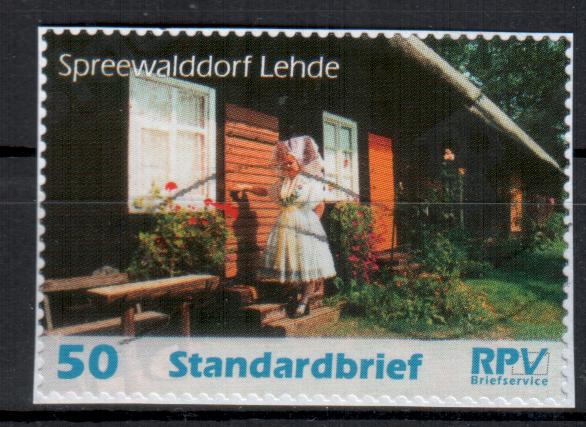 Spreewalddorf Lehde
50 Standardbrief RPV
Briefservice